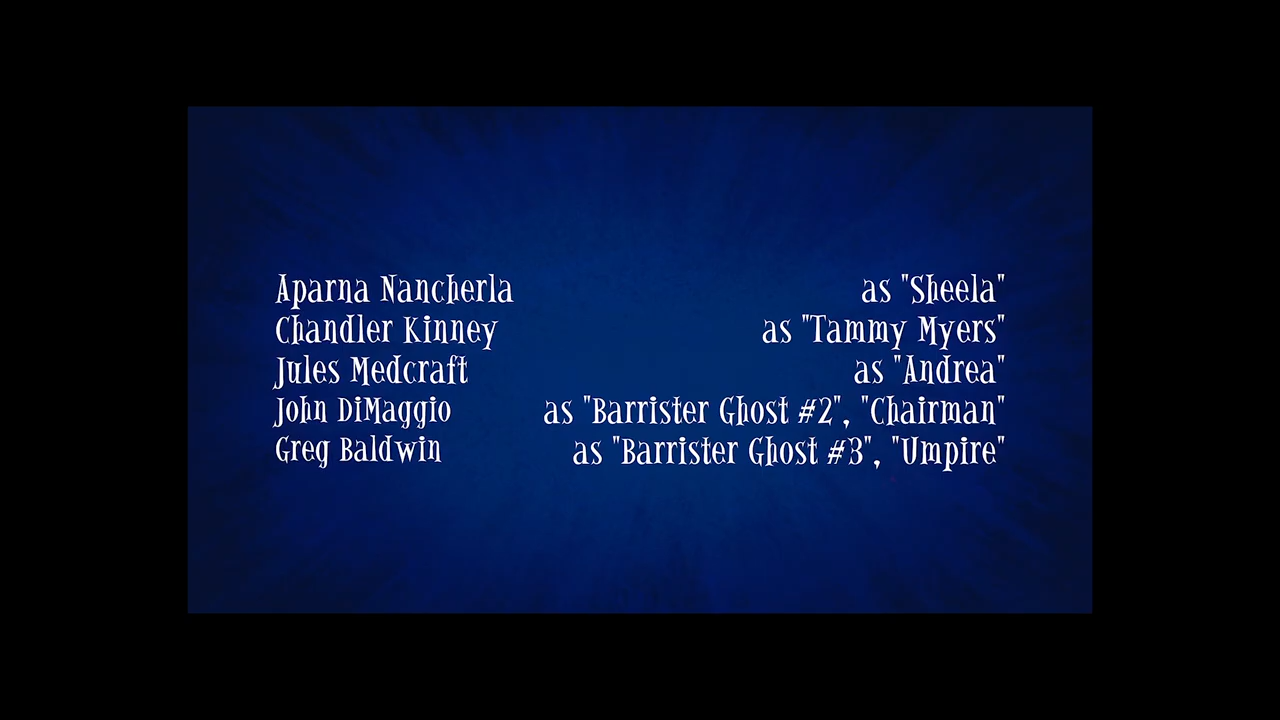 Aparna Nancherla as "Sheela"
Chandler Kinney as "Tammy Myers"
Jules Medcraft as "Andrea"
John DiMaggio as "Barrister Ghost #2", "Chairman"
Greg Baldwin as "Barrister Ghost #3", "Umpire"